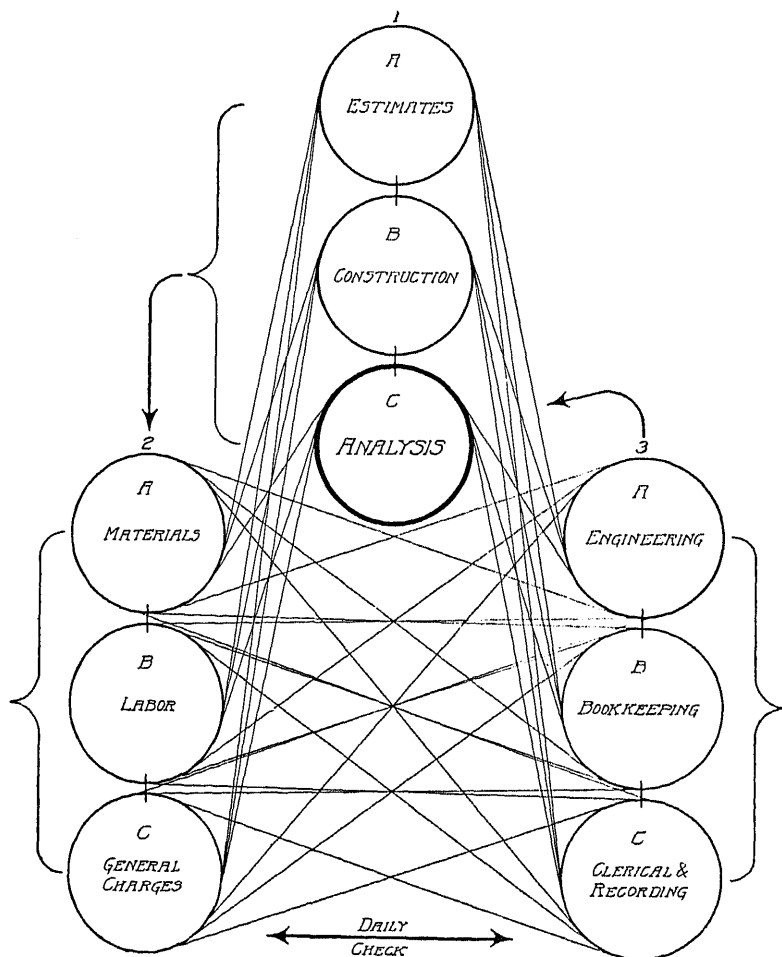 1
A
ESTIMATES
B
CONSTRUCTION
C
ANALYSIS
2
A
MATERIALS
B
LABOR
C
GENERAL
CHARGES
3
A
ENGINEERING
B
BOOKKEEPING
C
CLERICAL &
RECORDING
DAILY
CHECK